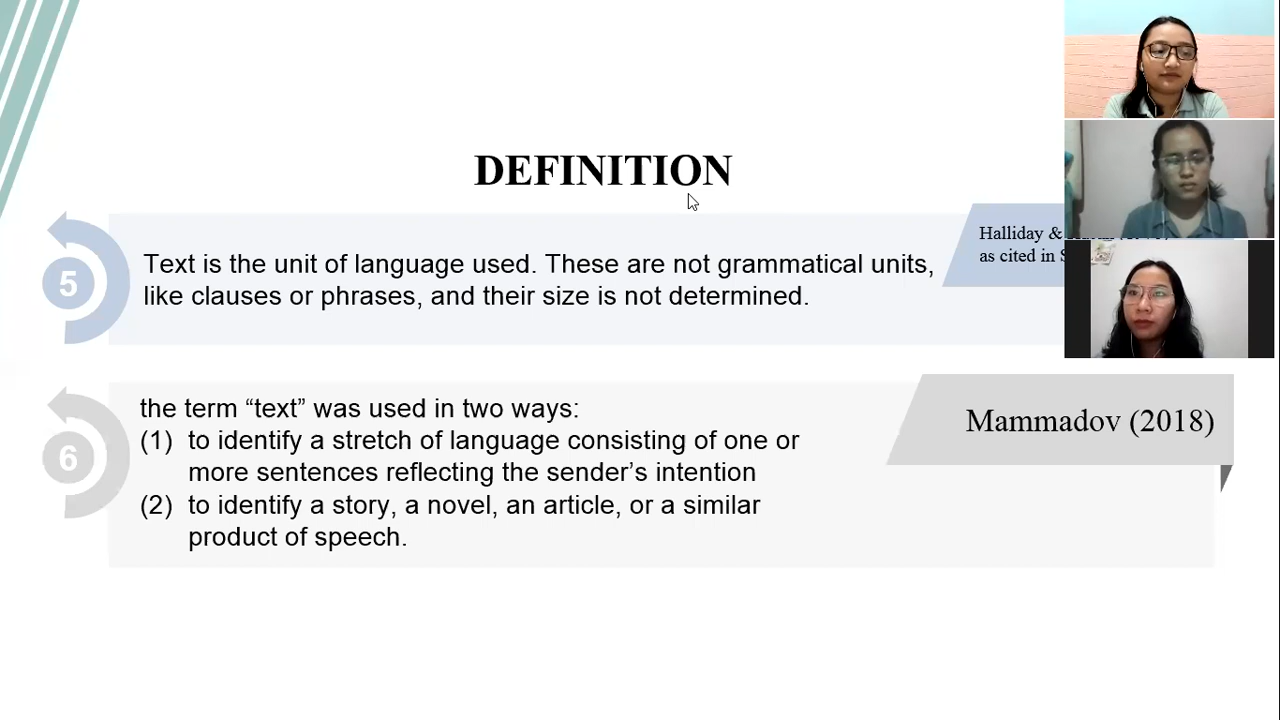 DEFINITION
5
Text is the unit of language used. These are not grammatical units,
like clauses or phrases, and their size is not determined.
Halliday &
as cited in
6
the term “text” was used in two ways:
(1) to identify a stretch of language consisting of one or
more sentences reflecting the sender’s intention
(2) to identify a story, a novel, an article, or a similar
product of speech.
Mammadov (2018)